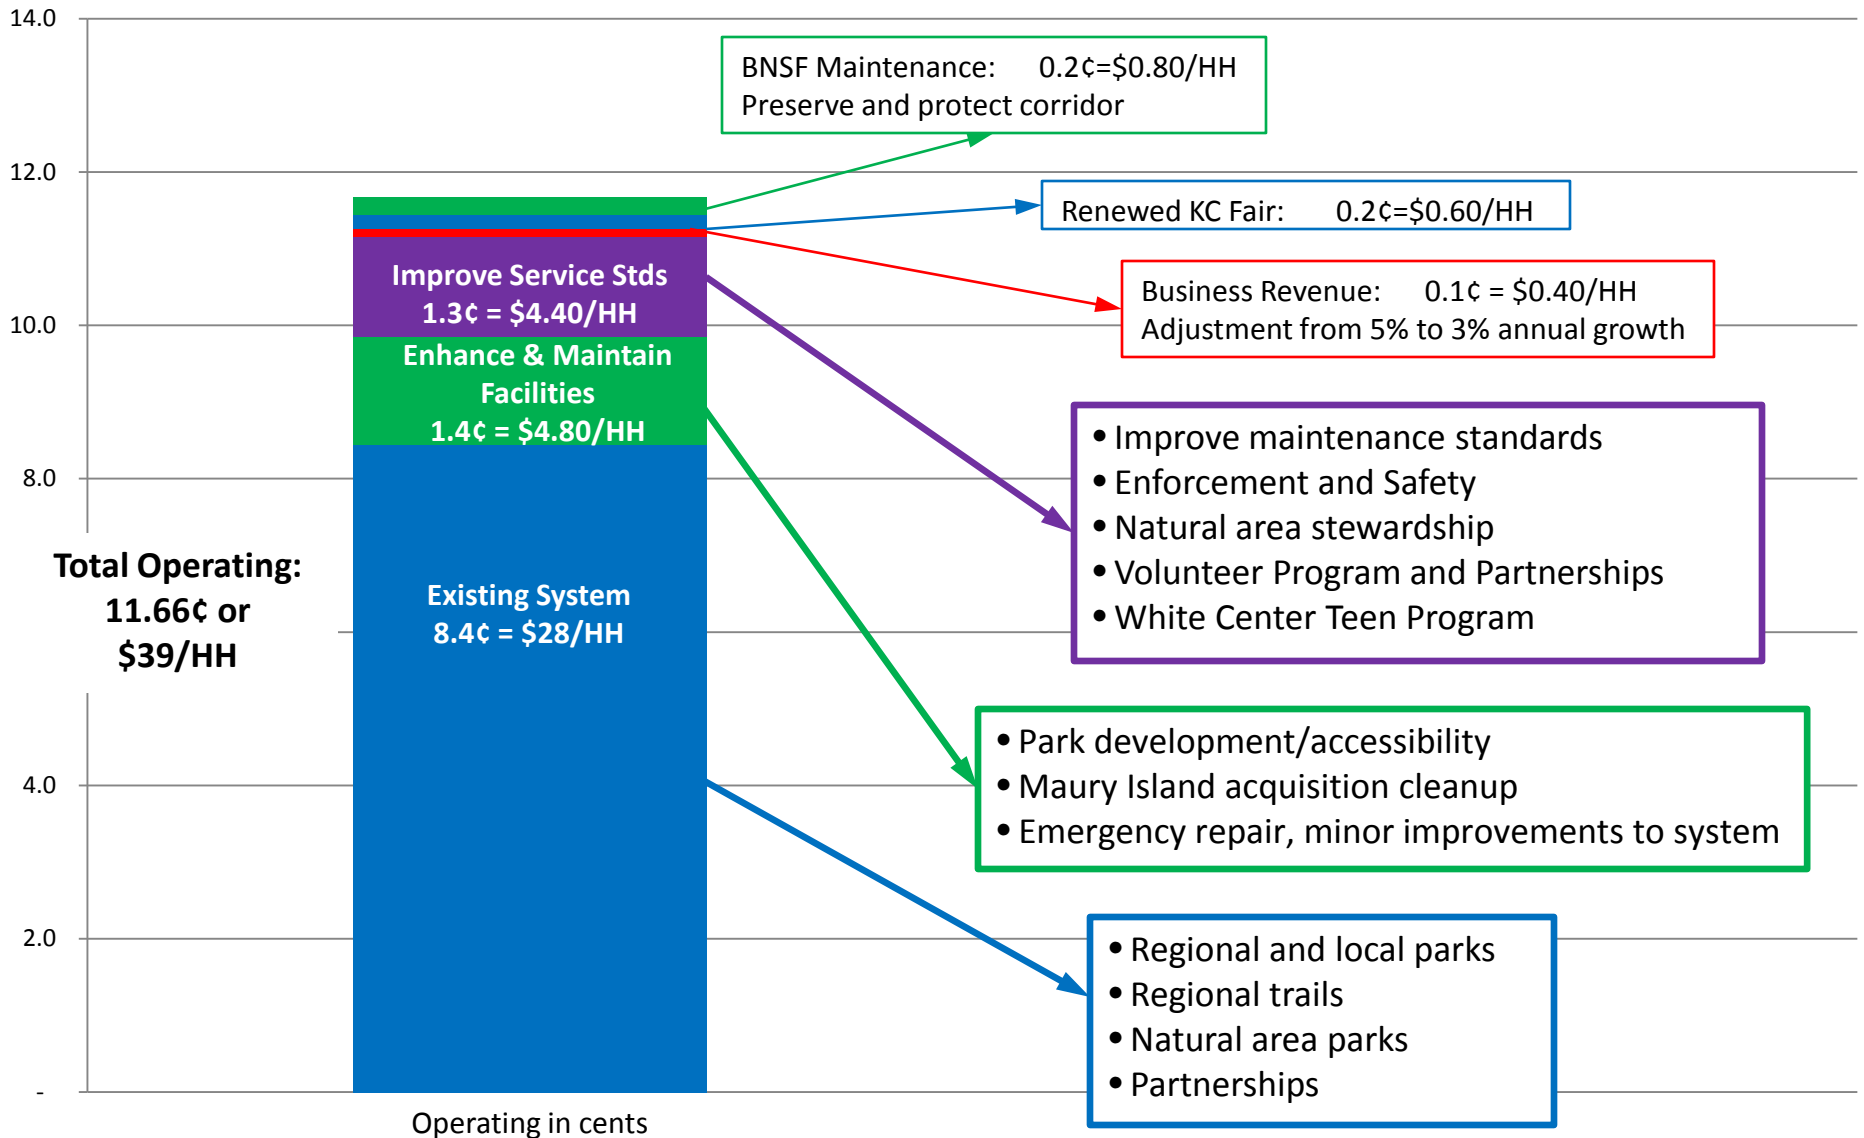 14.0
12.0
10.0
8.0
4.0
2.0
-
Total Operating:
11.66¢ or
$39/HH
Improve Service Stds
1.3¢ = $4.40/HH
Enhance & Maintain
Facilities
1.4¢ = $4.80/HH
Existing System
8.4¢ = $28/HH
Operating in cents
BNSF Maintenance: 0.2¢=$0.80/HH
Preserve and protect corridor
Renewed KC Fair: 0.2¢=$0.60/HH
Business Revenue: 0.1¢ = $0.40/HH
Adjustment from 5% to 3% annual growth
• Improve maintenance standards
• Enforcement and Safety
• Natural area stewardship
• Volunteer Program and Partnerships
• White Center Teen Program
• Park development/accessibility
• Maury Island acquisition cleanup
• Emergency repair, minor improvements to system
• Regional and local parks
• Regional trails
• Natural area parks
• Partnerships